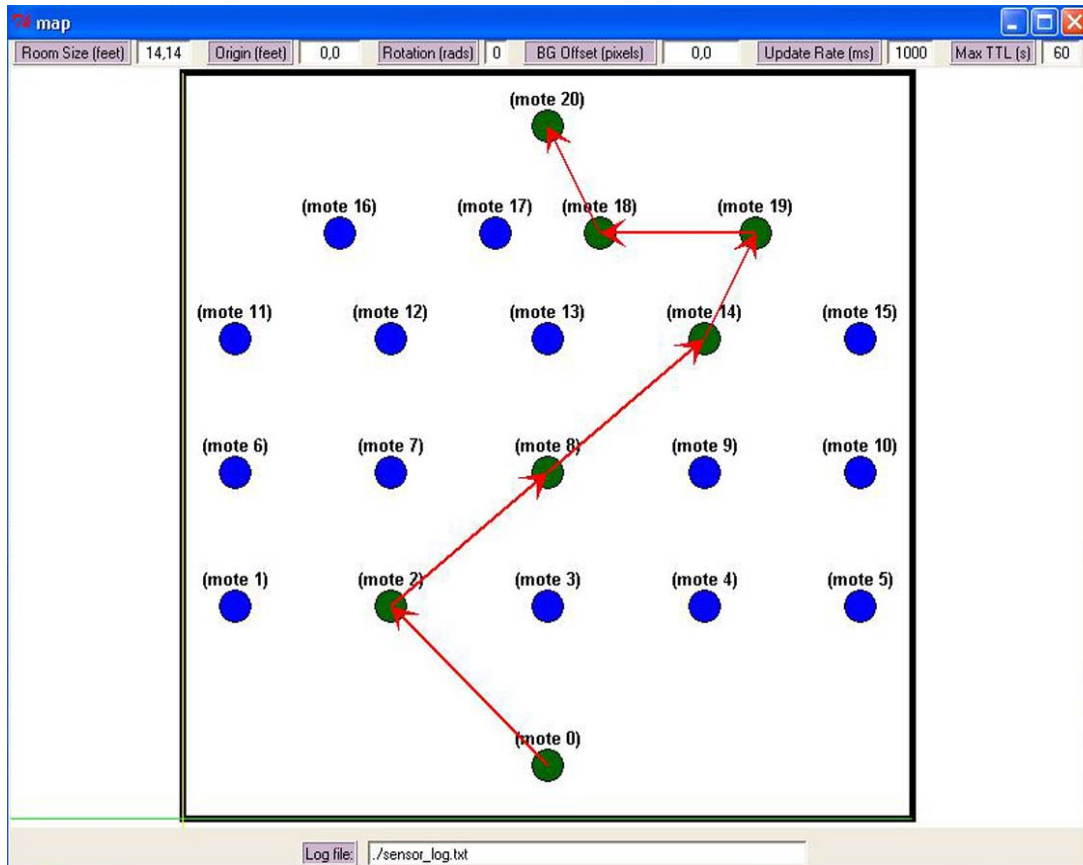 map
Room Size (feet) 14,14 Origin (feet) 0,0 Rotation (rads) 0 BG Offset (pixels) 0,0 Update Rate (ms) 1000 Max TTL (s) 60
(mote 20)
(mote 16) (mote 17) (mote 18) (mote 19)
(mote 11) (mote 12) (mote 13) (mote 14) (mote 15)
(mote 6) (mote 7) (mote 8) (mote 9) (mote 10)
(mote 1) (mote 2) (mote 3) (mote 4) (mote 5)
(mote 0)
Log file: ./sensor_log.txt